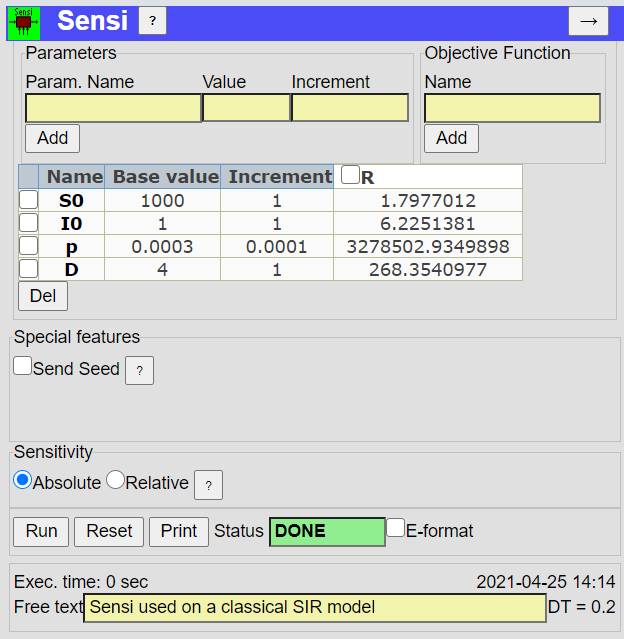 Sensi
Sensi ? →
Parameters
Param. Name Value Increment
Add
Objective Function
Name
Add
Name Base value Increment R
S0 1000 1 1.7977012
I0 1 1 6.2251381
p 0.0003 0.0001 3278502.9349898
D 4 1 268.3540977
Del
Special features
Send Seed ?
Sensitivity
Absolute Relative ?
Run Reset Print Status DONE E-format
Exec. time: 0 sec 2021-04-25 14:14
Free text Sensi used on a classical SIR model DT = 0.2